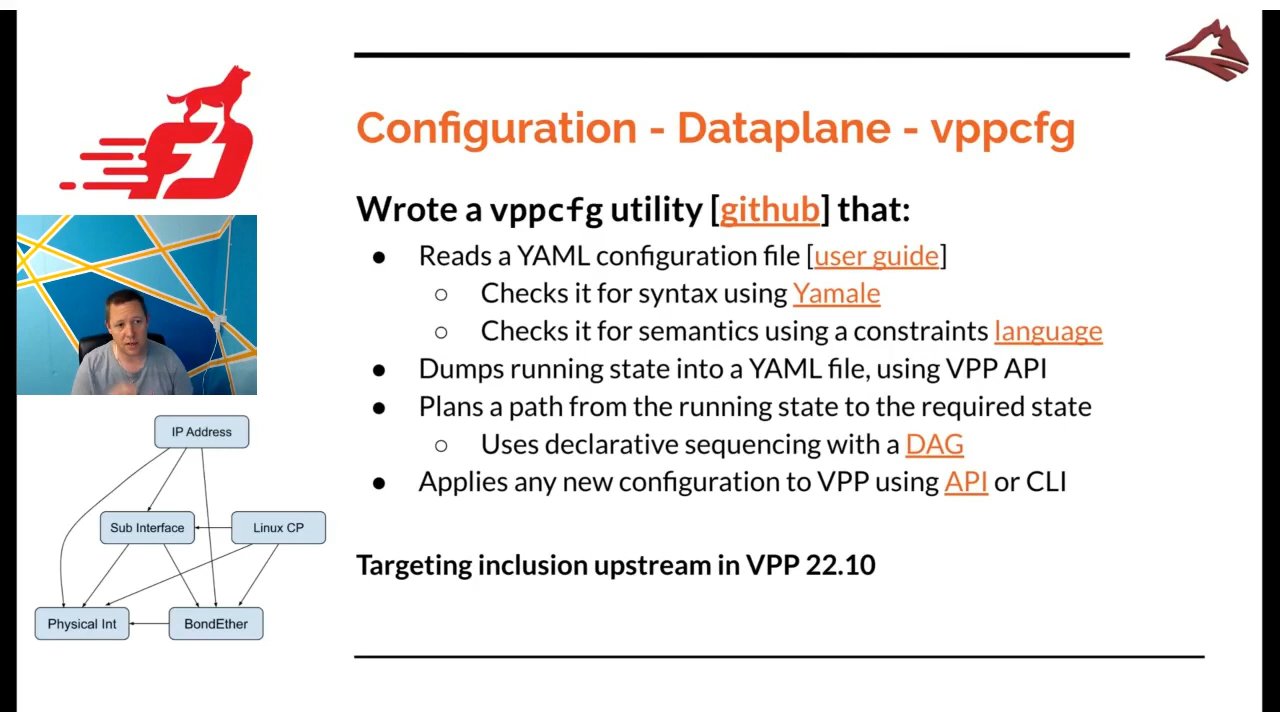 Configuration - Dataplane - vppcfg
Wrote a vppcfg utility [github] that:
● Reads a YAML configuration file [user guide]
○ Checks it for syntax using Yamale
○ Checks it for semantics using a constraints language
● Dumps running state into a YAML file, using VPP API
● Plans a path from the running state to the required state
○ Uses declarative sequencing with a DAG
● Applies any new configuration to VPP using API or CLI
Targeting inclusion upstream in VPP 22.10
IP Address
Sub Interface
Linux CP
Physical Int
BondEther